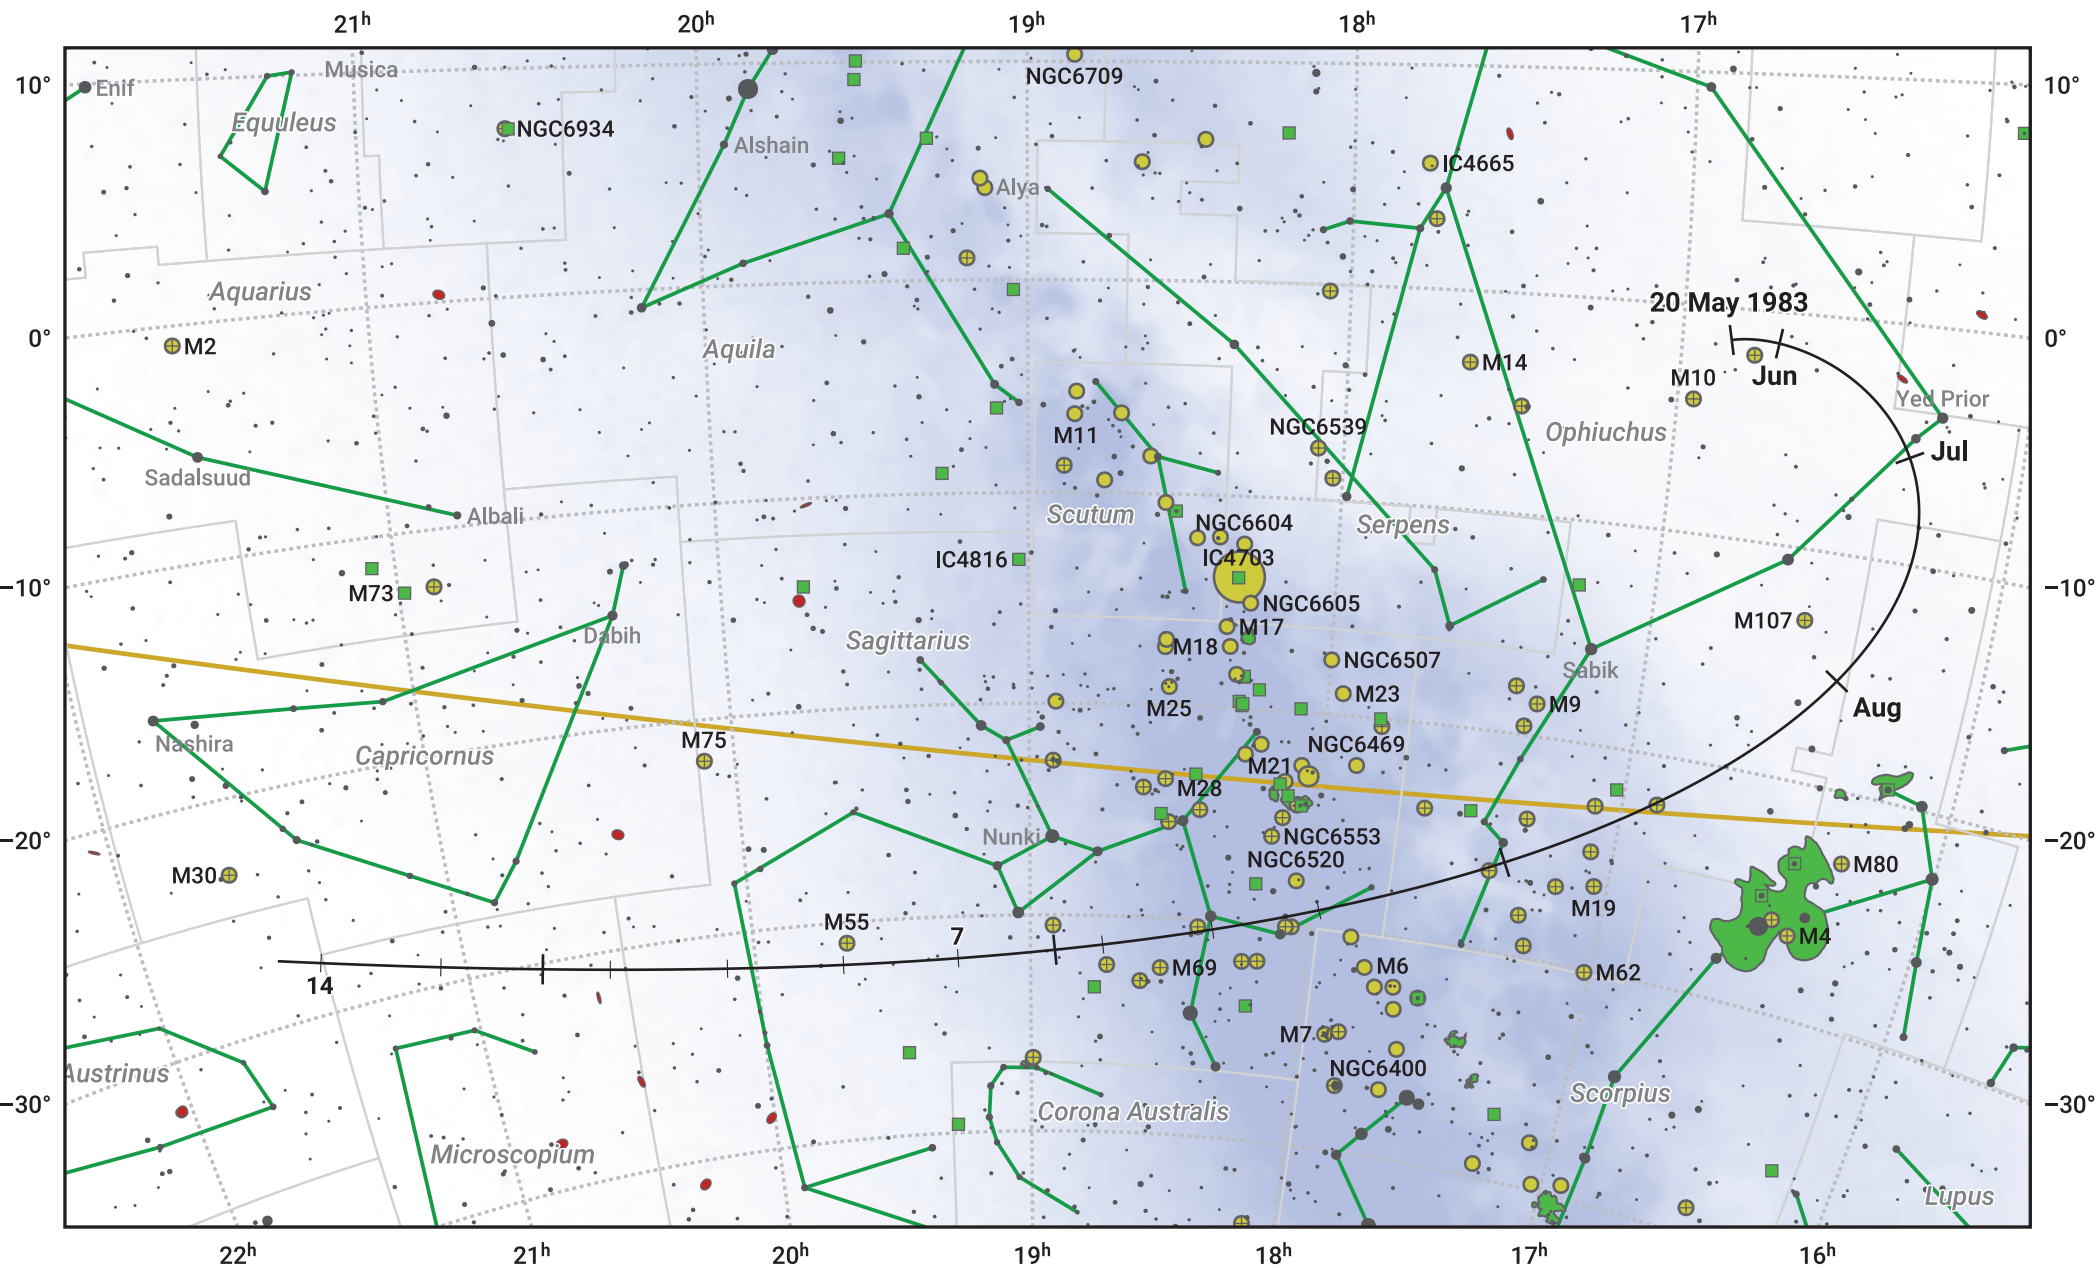 21h 20h 19h 18h 17h
10° Enif Equuleus Musica NGC6934 Alshain NGC6709 Alya IC4665 10°
Aquarius Aquila 20 May 1983
0° M2 M14 M10 Jun 0°
Yed Prior
Sadalsuud Albali M11 NGC6539 Ophiuchus Jul
Scutum NGC6604 Serpens
IC4816 IC4703
−10° M73 NGC6605 −10°
Dabih Sagittarius M18 M17 NGC6507 Sabik M107
M25 M23 M9 Aug
Nashira Capricornus M75 M21 NGC6469
M28
−20° Nunki NGC6553 −20°
M30 NGC6520 M80
M55 M19
7 M4
14 M69 M6 M62
M7
Austrinus NGC6400 Scorpius
−30° Corona Australis −30°
Microscopium Lupus
22h 21h 20h 19h 18h 17h 16h